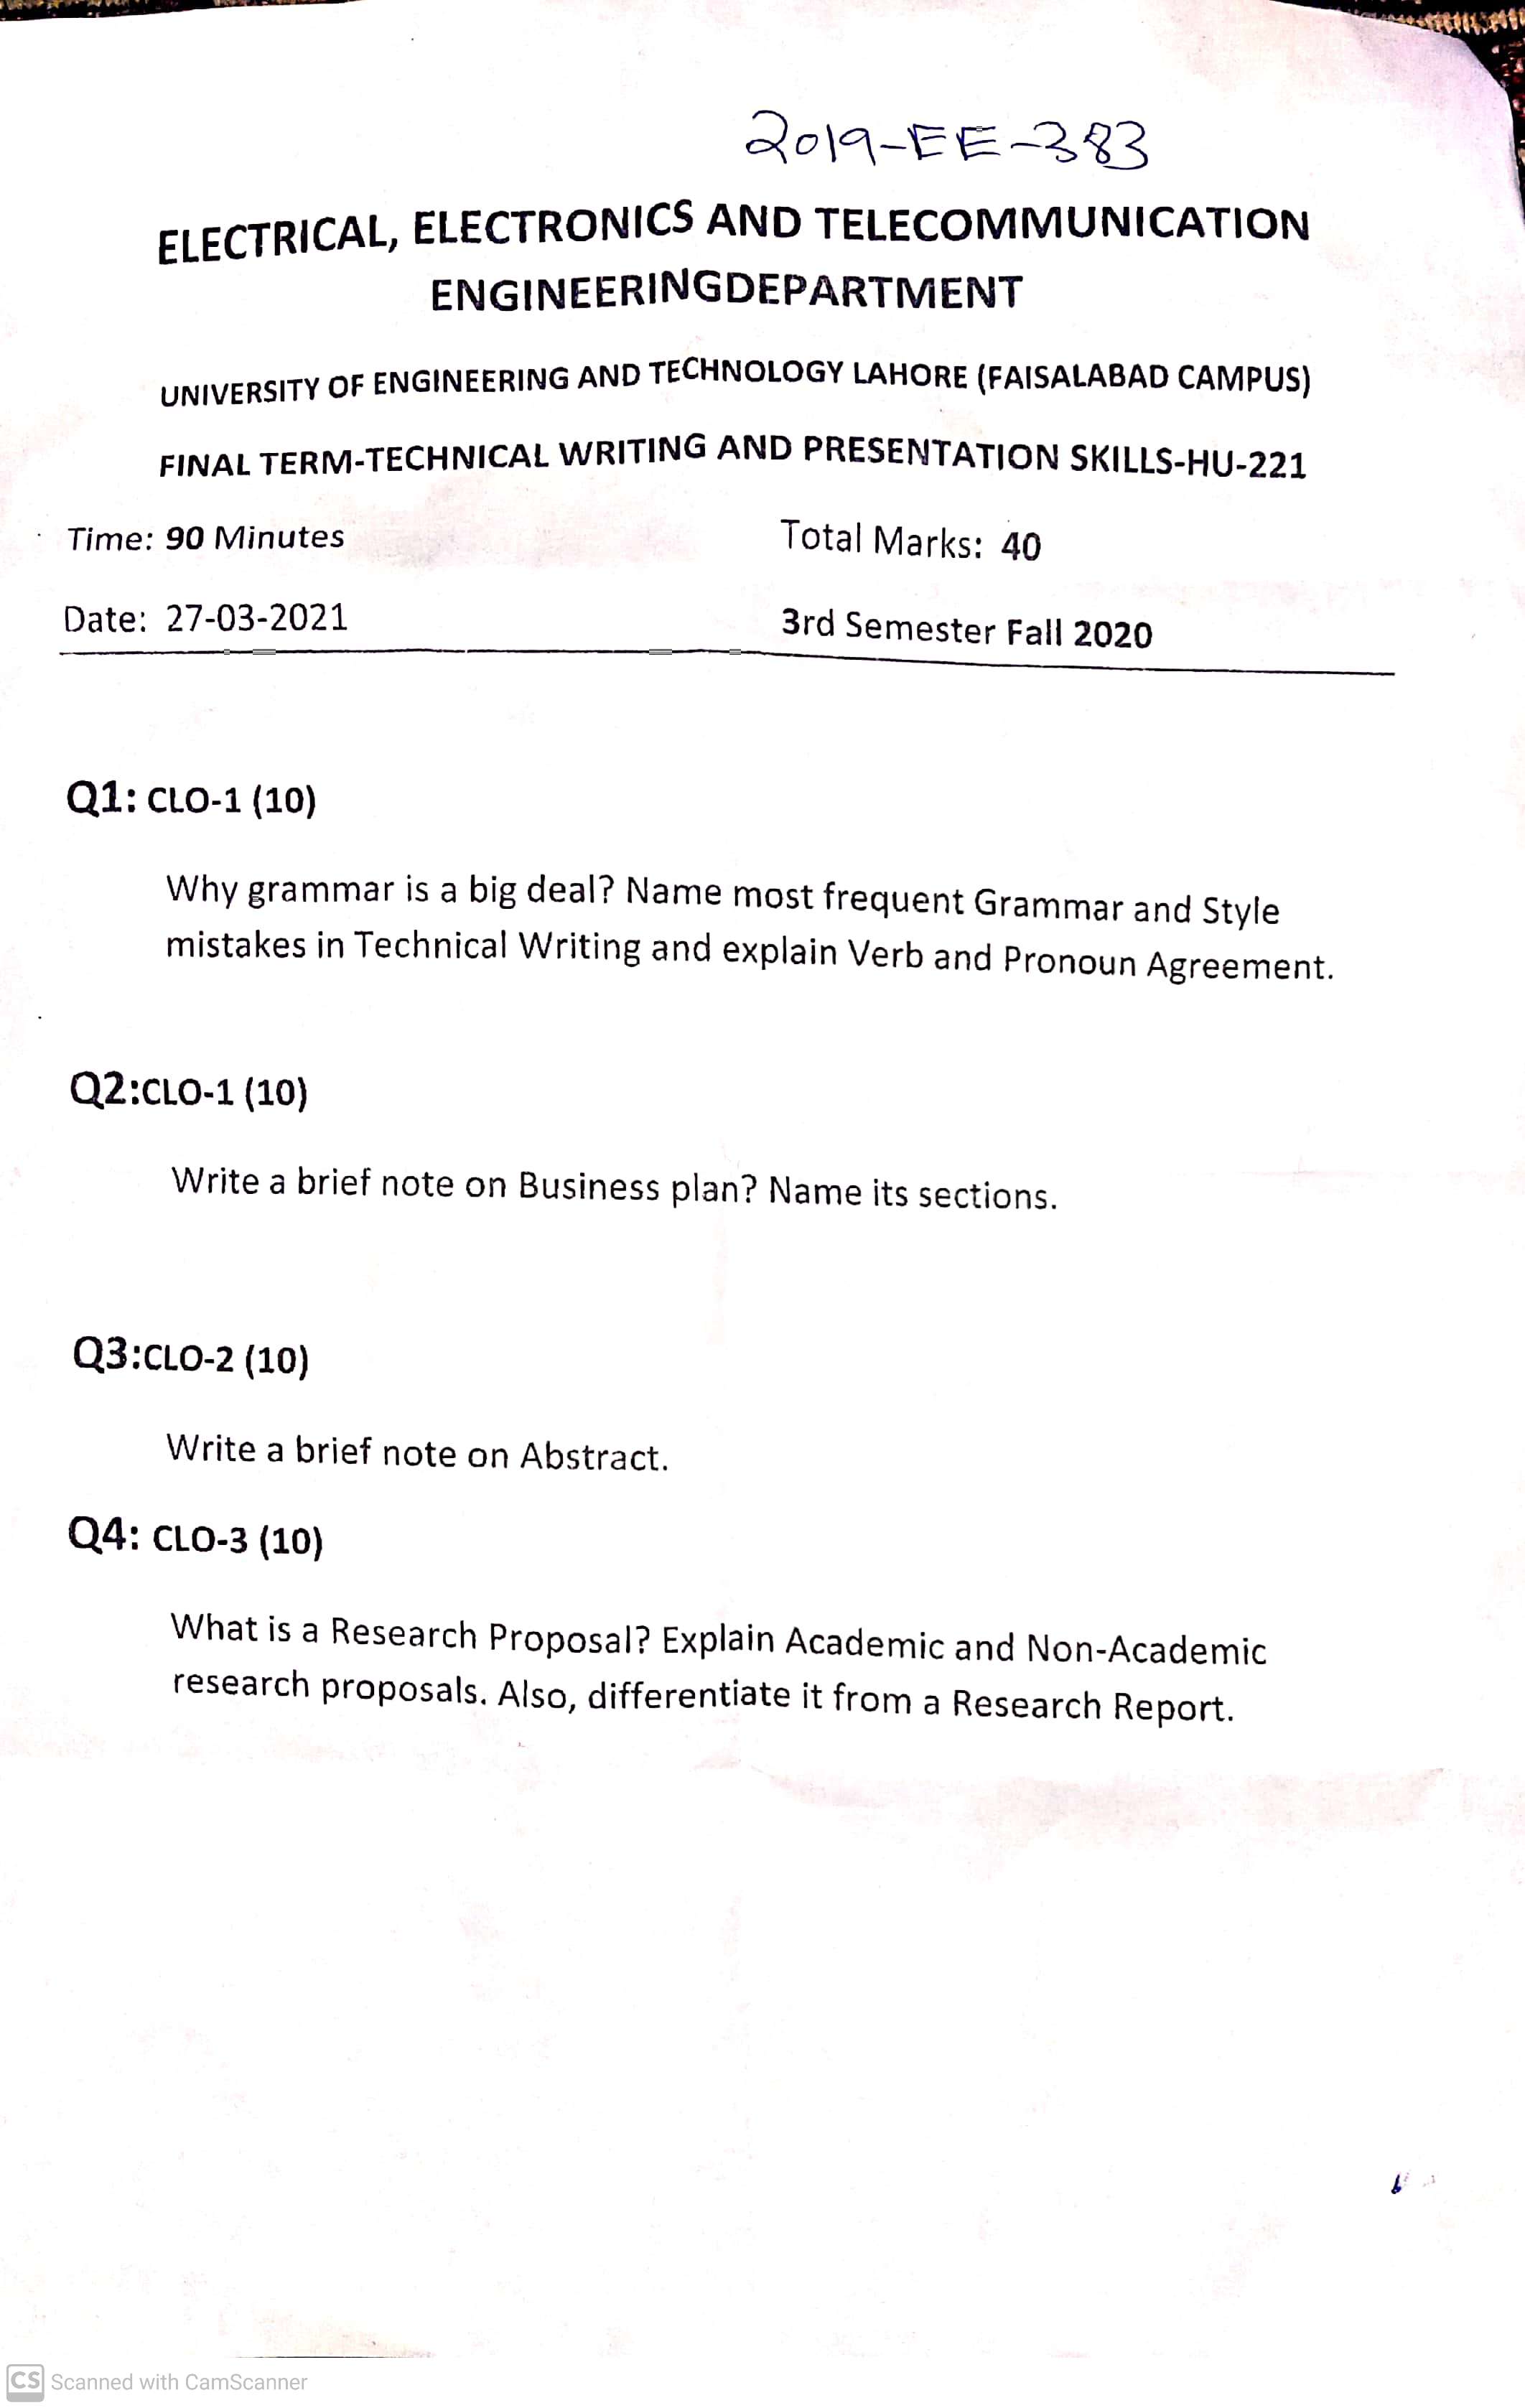 2019-EE-383
ELECTRICAL, ELECTRONICS AND TELECOMMUNICATION
ENGINEERINGDEPARTMENT
UNIVERSITY OF ENGINEERING AND TECHNOLOGY LAHORE (FAISALABAD CAMPUS)
FINAL TERM-TECHNICAL WRITING AND PRESENTATION SKILLS-HU-221
Time: 90 Minutes Total Marks: 40
Date: 27-03-2021 3rd Semester Fall 2020
Q1: CLO-1 (10)
Why grammar is a big deal? Name most frequent Grammar and Style
mistakes in Technical Writing and explain Verb and Pronoun Agreement.
Q2:CLO-1 (10)
Write a brief note on Business plan? Name its sections.
Q3:CLO-2 (10)
Write a brief note on Abstract.
Q4: CLO-3 (10)
What is a Research Proposal? Explain Academic and Non-Academic
research proposals. Also, differentiate it from a Research Report.
CS Scanned with CamScanner